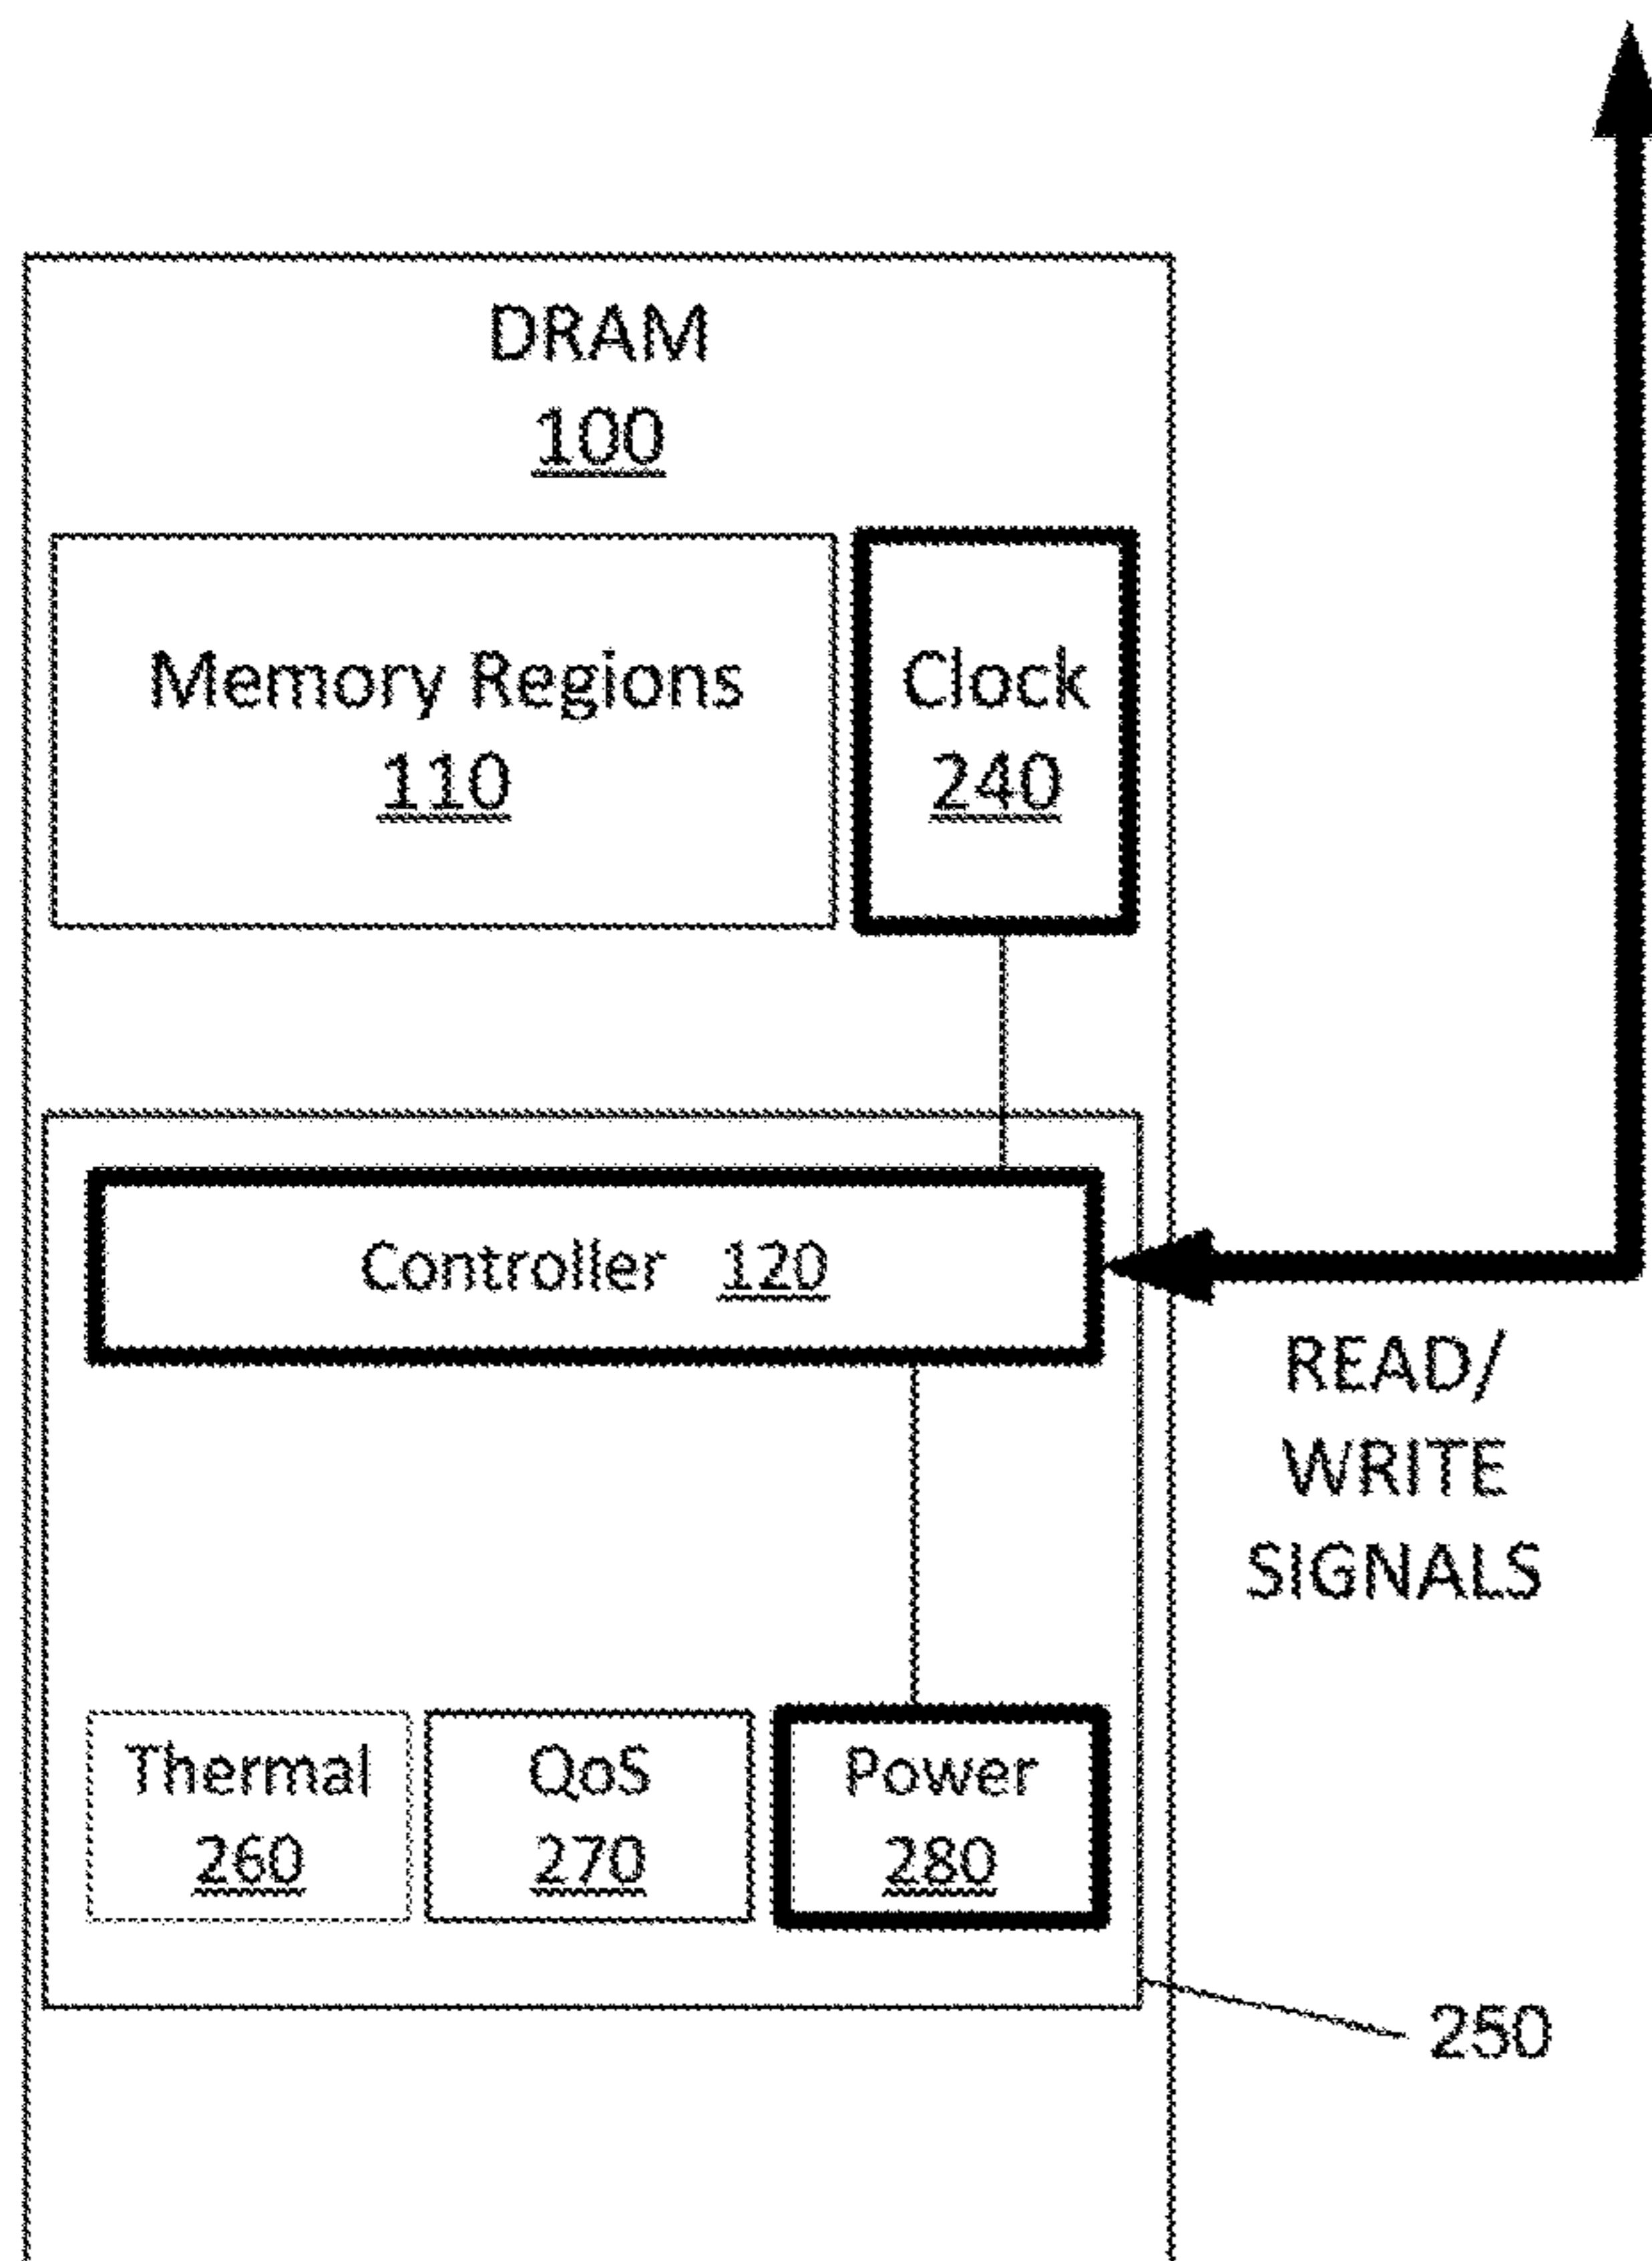 DRAM
100
Memory Regions
110
Clock
240
Controller 120
READ/
WRITE
SIGNALS
Thermal
260
QoS
270
Power
280
250